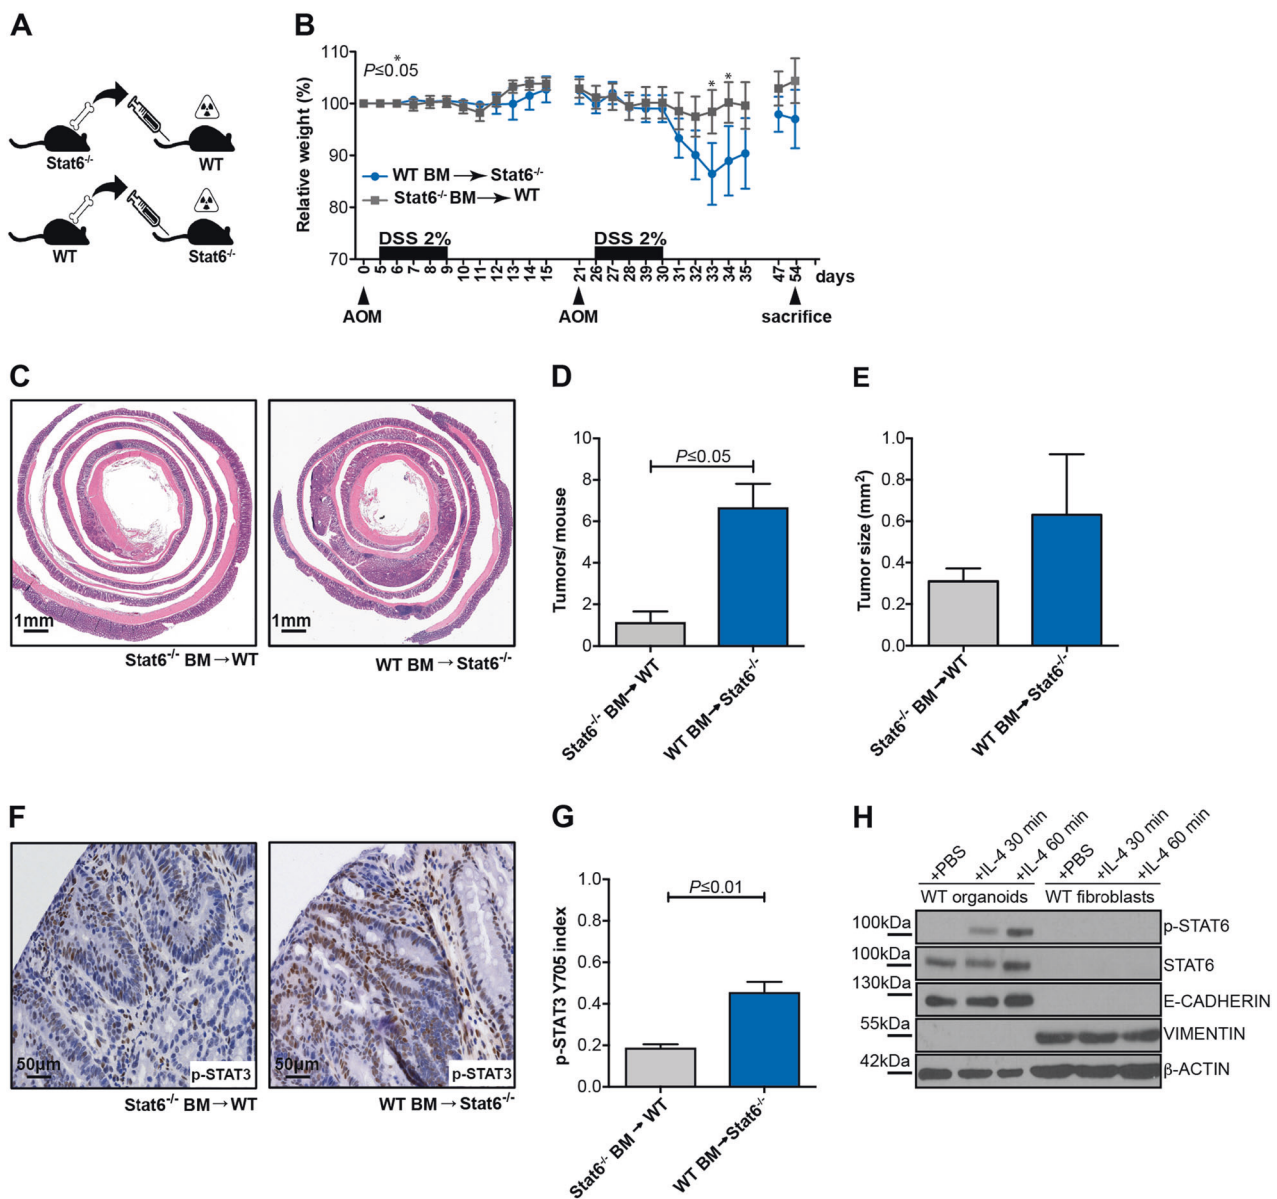 A
Stat6-/-
WT
WT
Stat6-/-
B
Relative weight (%)
110
100
90
80
70
*
P≤0.05
* *
WT BM → Stat6-/-
Stat6-/- BM → WT
DSS 2%
DSS 2%
0 5 6 7 8 9 10 11 12 13 14 15 21 26 27 28 39 30 31 32 33 34 35 47 54 days
AOM
AOM
sacrifice
C
1mm
Stat6-/- BM → WT
1mm
WT BM → Stat6-/-
D
Tumors/ mouse
10
8
6
4
2
0
P≤0.05
Stat6-/- BM → WT
WT BM → Stat6-/-
E
Tumor size (mm2)
1.0
0.8
0.6
0.4
0.2
0.0
Stat6-/- BM → WT
WT BM → Stat6-/-
F
50µm
p-STAT3
Stat6-/- BM → WT
50µm
p-STAT3
WT BM → Stat6-/-
G
p-STAT3 Y705 index
1.0
0.8
0.6
0.4
0.2
0.0
P≤0.01
Stat6-/- BM → WT
WT BM → Stat6-/-
H
+PBS
+IL-4 30 min
+IL-4 60 min
+PBS
+IL-4 30 min
+IL-4 60 min
WT organoids
WT fibroblasts
100kDa
p-STAT6
100kDa
STAT6
130kDa
E-CADHERIN
55kDa
VIMENTIN
42kDa
β-ACTIN